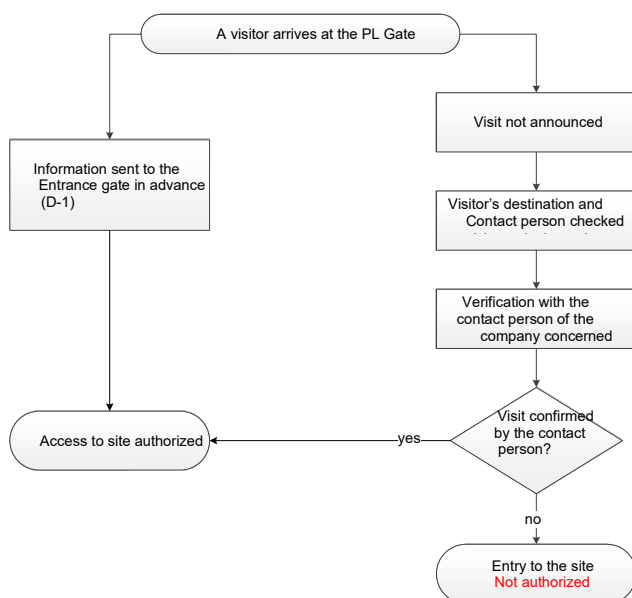 A visitor arrives at the PL Gate
Visit not announced
Information sent to the
Entrance gate in advance
(D-1)
Visitor's destination and
Contact person checked
Verification with the
contact person of the
company concerned
Visit confirmed
by the contact
person?
yes
Access to site authorized
no
Entry to the site
Not authorized